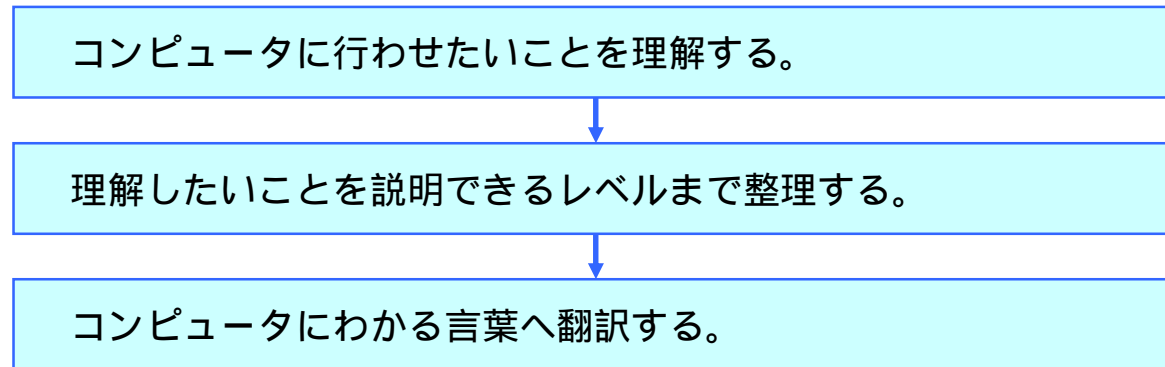 コンピュータに行わせたいことを理解する。
理解したいことを説明できるレベルまで整理する。
コンピュータにわかる言葉へ翻訳する。